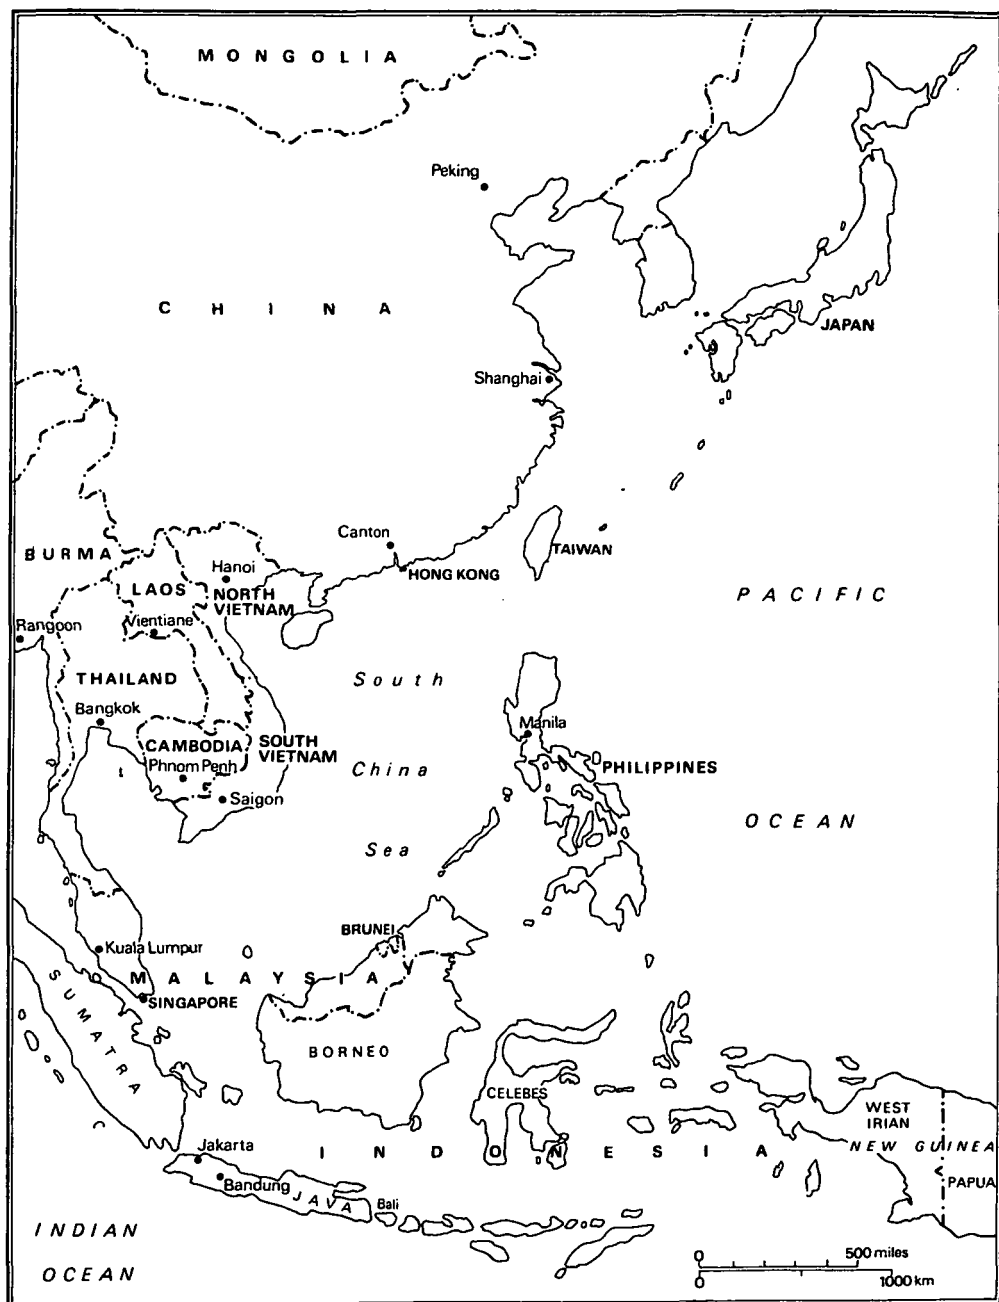 MONGOLIA
Peking
CHINA
JAPAN
Shanghai
Canton
TAIWAN
BURMA
HONG KONG
Hanoi
LAOS
NORTH
VIETNAM
PACIFIC
Rangoon
Vientiane
South
THAILAND
Bangkok
Manila
CAMBODIA
SOUTH
VIETNAM
Phnom Penh
China
PHILIPPINES
Saigon
OCEAN
Sea
BRUNEI
Kuala Lumpur
MALAYSIA
SINGAPORE
SUMATRA
BORNEO
CELEBES
WEST
IRIAN
Jakarta
INDONESIA
NEW GUINEA
Bandung
JAVA
Bali
PAPUA
INDIAN
OCEAN
0 500 miles
0 1000 km